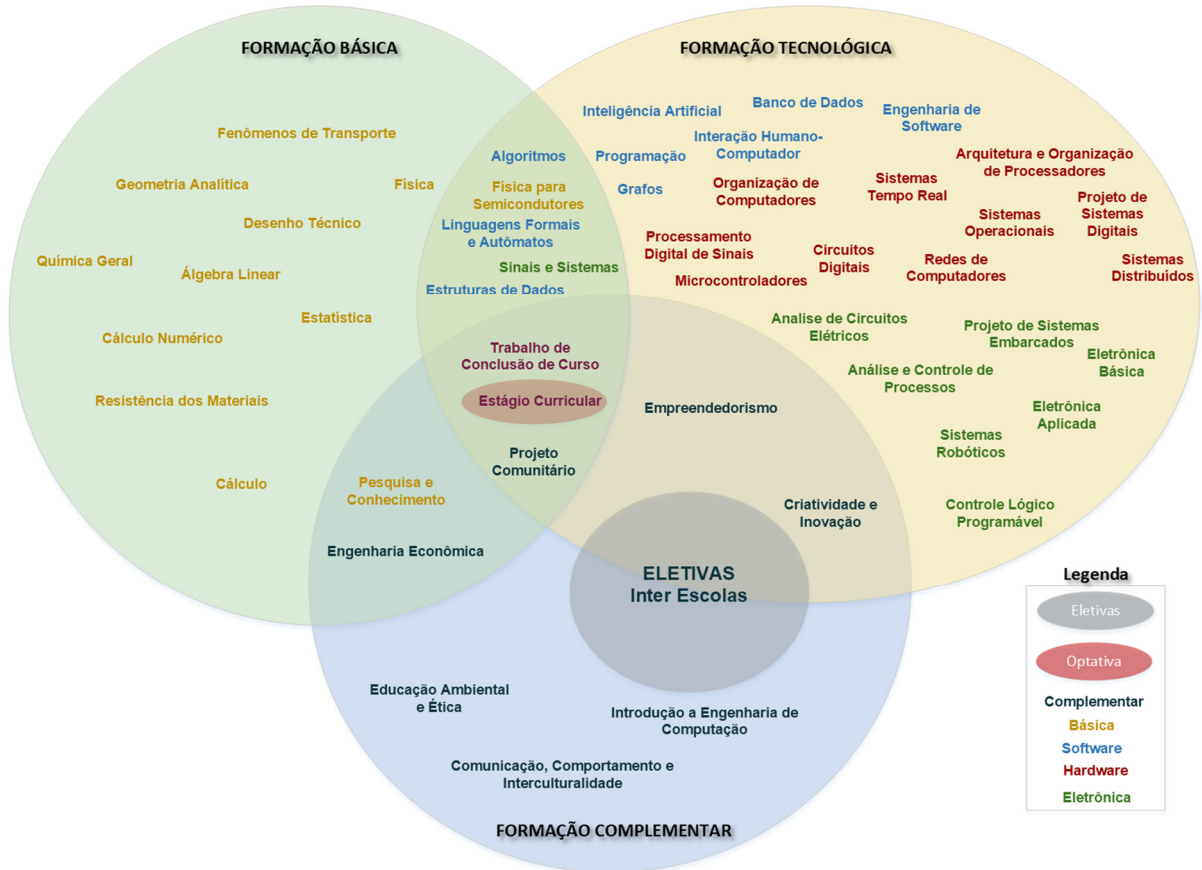 FORMAÇÃO BÁSICA
Fenômenos de Transporte
Geometria Analítica
Física
Desenho Técnico
Química Geral
Álgebra Linear
Estatística
Cálculo Numérico
Resistência dos Materiais
Cálculo
Algoritmos
Fisica para
Semicondutores
Linguagens Formais
e Autômatos
Sinais e Sistemas
Estruturas de Dados
FORMAÇÃO TECNOLÓGICA
Inteligência Artificial
Banco de Dados
Engenharia de
Software
Programação
Interação Humano-
Computador
Arquitetura e Organização
de Processadores
Grafos
Organização de
Computadores
Sistemas
Tempo Real
Projeto de
Sistemas
Digitais
Sistemas
Operacionais
Processamento
Digital de Sinais
Circuitos
Digitais
Redes de
Computadores
Sistemas
Distribuídos
Microcontroladores
Analise de Circuitos
Elétricos
Projeto de Sistemas
Embarcados
Eletrônica
Básica
Análise e Controle de
Processos
Eletrônica
Aplicada
Sistemas
Robóticos
Controle Lógico
Programável
Trabalho de
Conclusão de Curso
Estágio Curricular
Projeto
Comunitário
Empreendedorismo
Criatividade e
Inovação
Pesquisa e
Conhecimento
Engenharia Econômica
ELETIVAS
Inter Escolas
Educação Ambiental
e Ética
Introdução a Engenharia de
Computação
Comunicação, Comportamento e
Interculturalidade
FORMAÇÃO COMPLEMENTAR
Legenda
Eletivas
Optativa
Complementar
Básica
Software
Hardware
Eletrônica